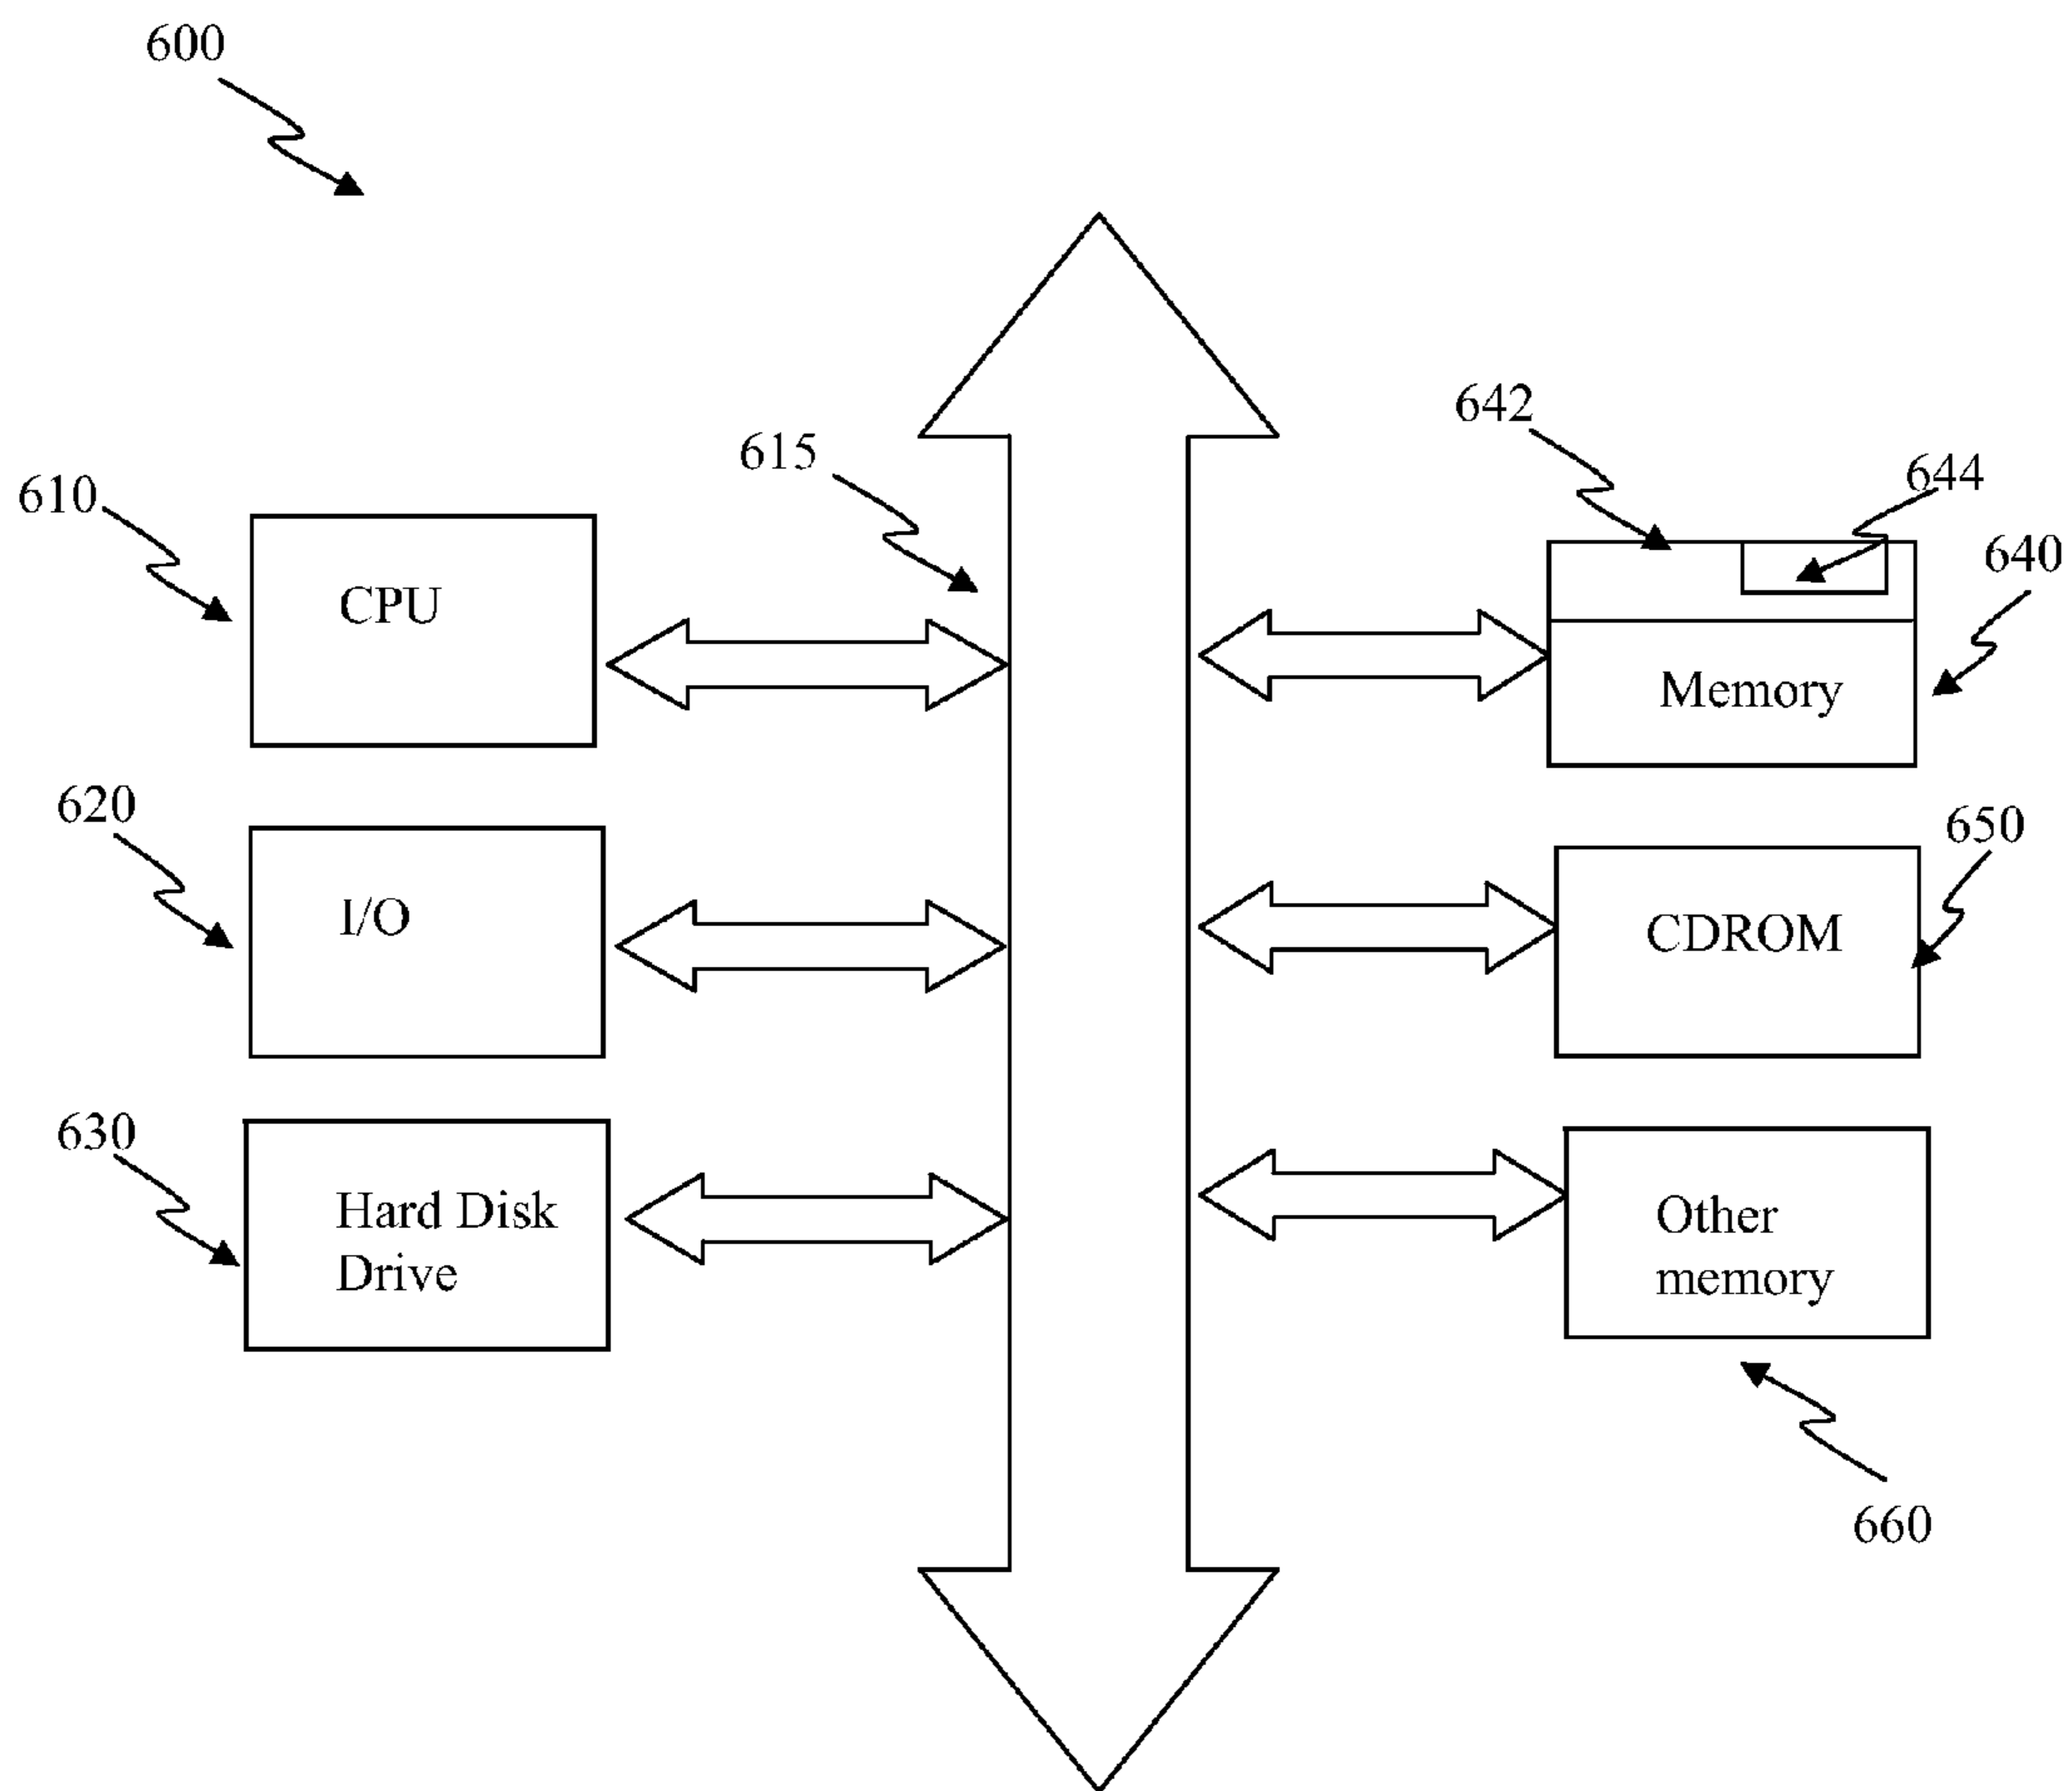 600
642
615
644
610
640
CPU
Memory
620
650
I/O
CDROM
630
Hard Disk
Drive
Other
memory
660